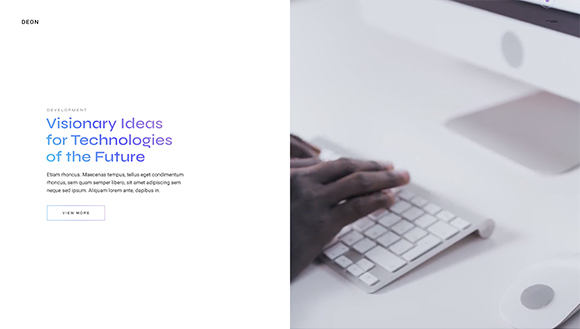 DEON
DEVELOPMENT
Visionary Ideas
for Technologies
of the Future
Etiam rhoncus. Maecenas tempus, tellus eget condimentum
rhoncus, sem quam semper libero, sit amet adipiscing sem
neque sed ipsum. Aliquam lorem ante, dapibus in.
VIEW MORE